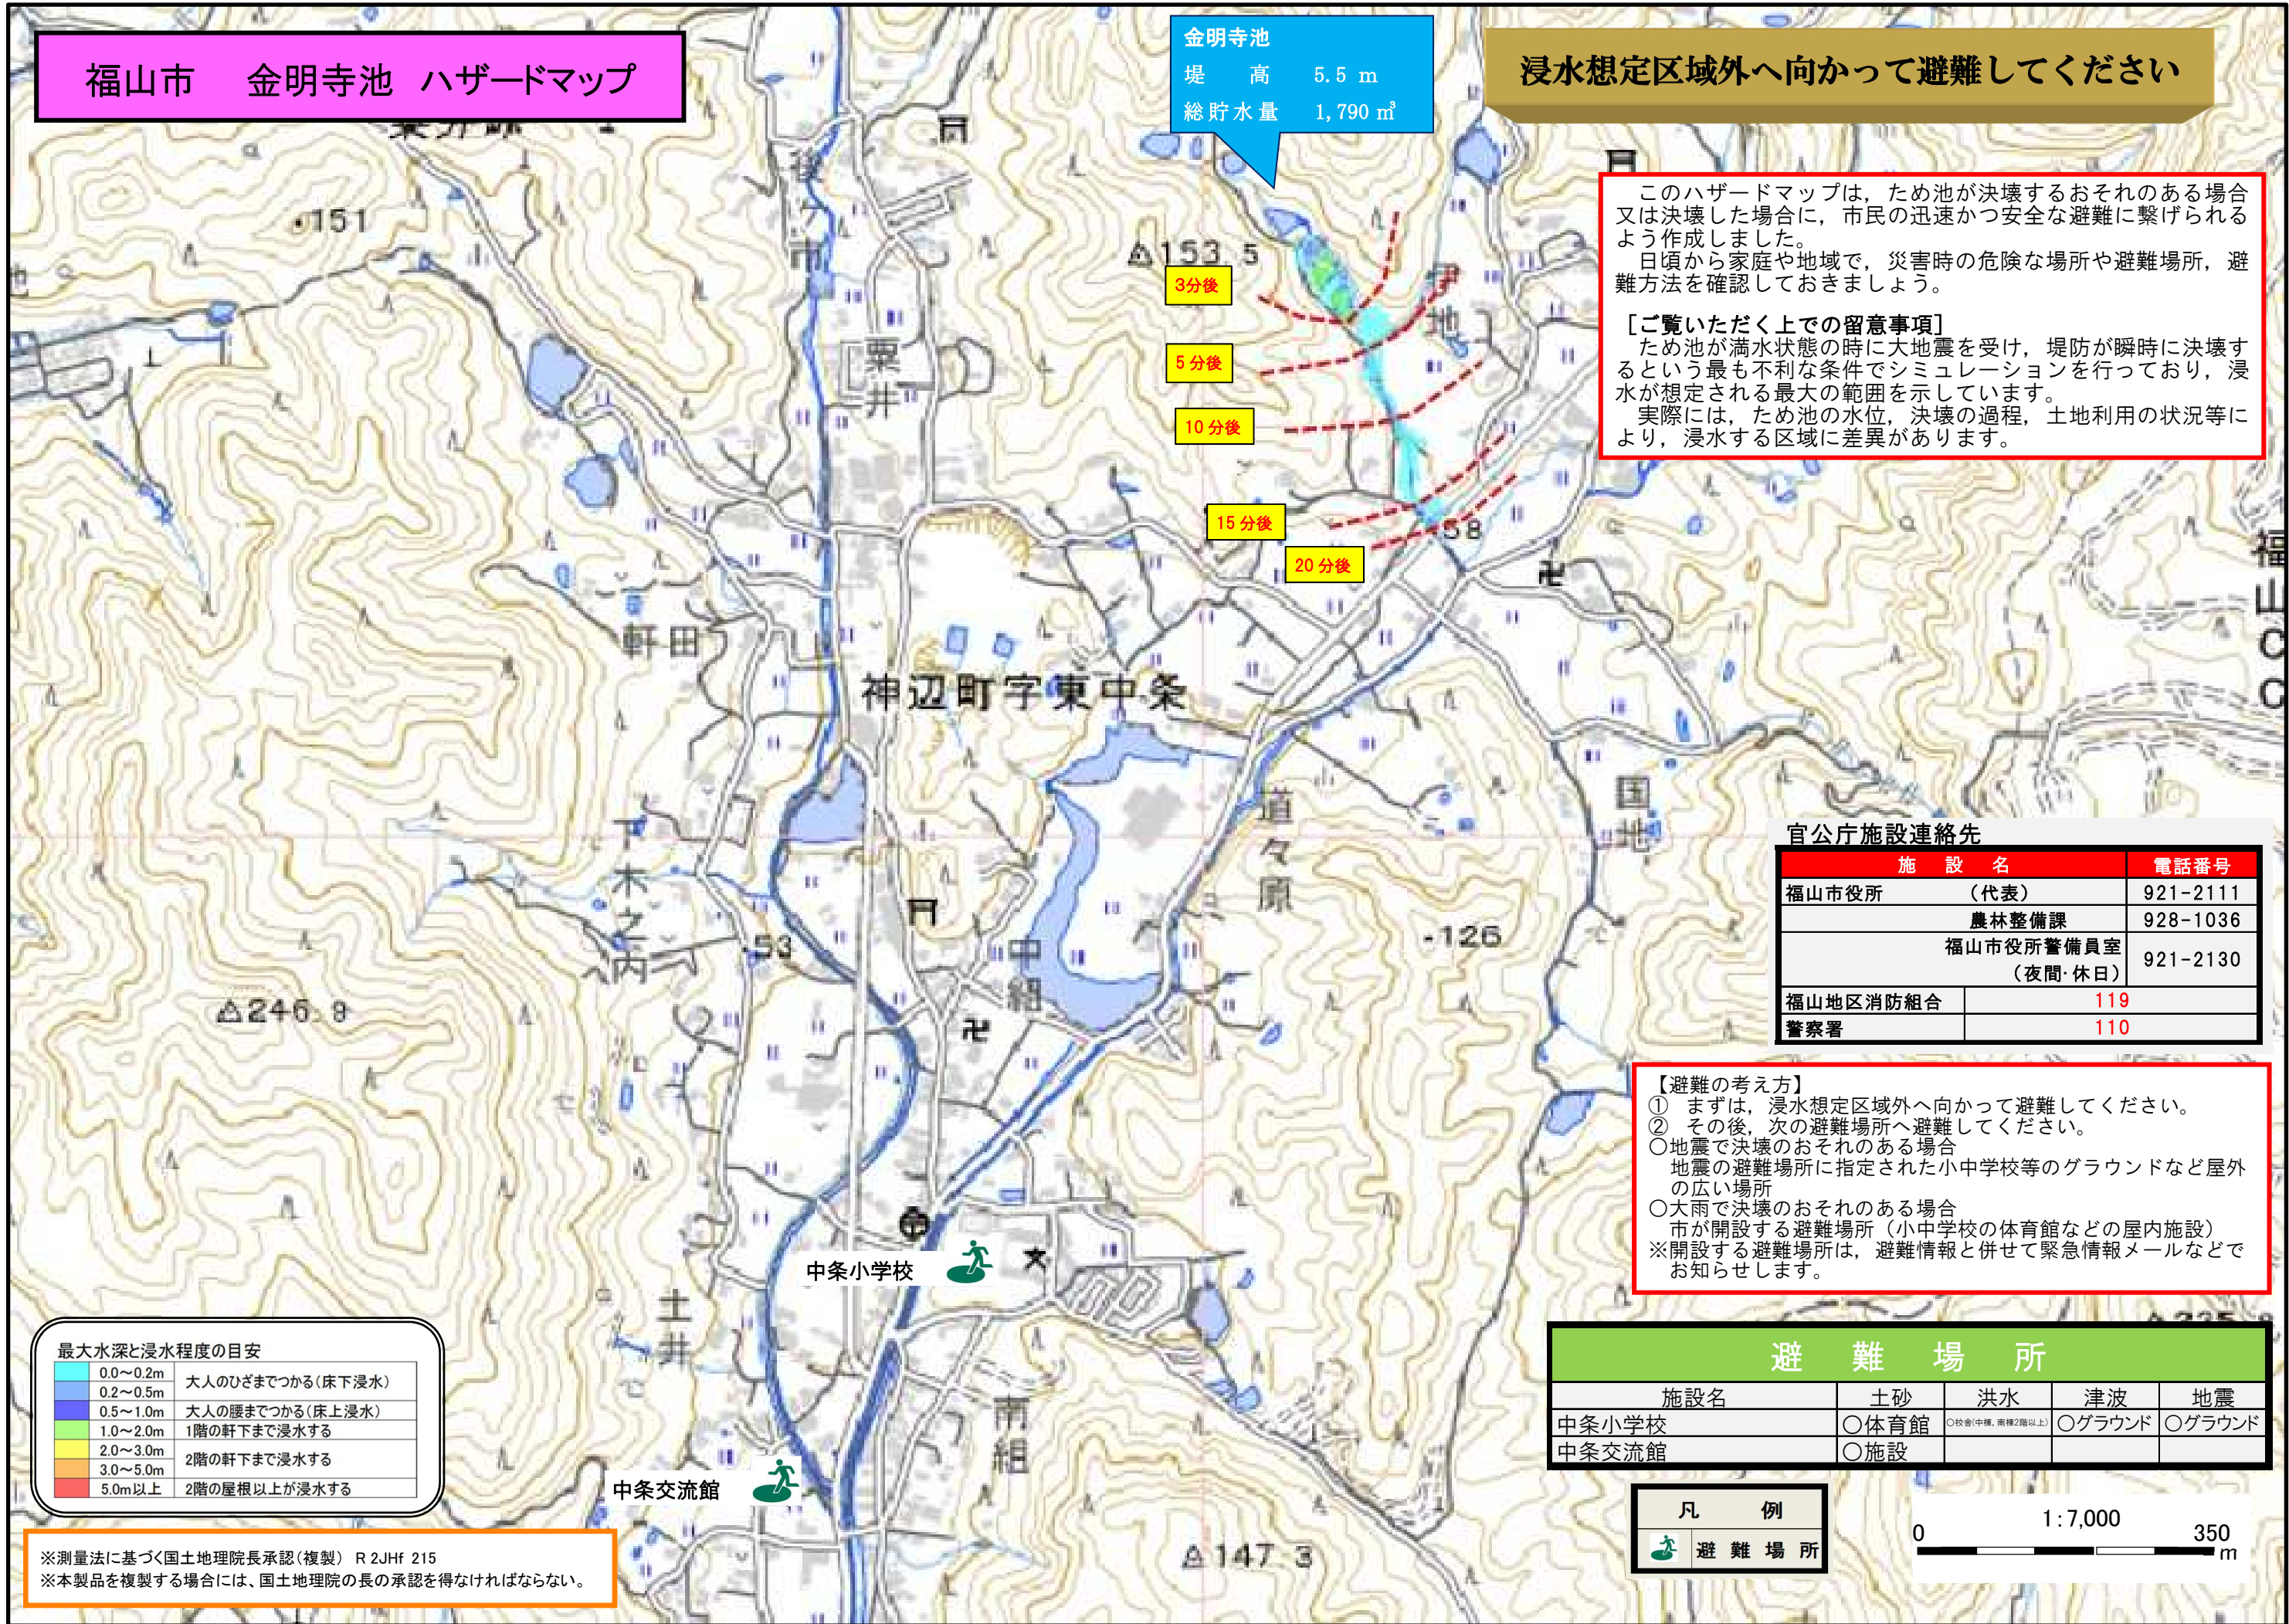 福山市 金明寺池 ハザードマップ
金明寺池
堤 高 5.5 m
総貯水量 1,790 ㎥
浸水想定区域外へ向かって避難してください
このハザードマップは，ため池が決壊するおそれのある場合
又は決壊した場合に，市民の迅速かつ安全な避難に繋げられる
よう作成しました。
日頃から家庭や地域で，災害時の危険な場所や避難場所，避
難方法を確認しておきましょう。
［ご覧いただく上での留意事項］
ため池が満水状態の時に大地震を受け，堤防が瞬時に決壊す
るという最も不利な条件でシミュレーションを行っており，浸
水が想定される最大の範囲を示しています。
実際には，ため池の水位，決壊の過程，土地利用の状況等に
より，浸水する区域に差異があります。
151
153.5
3分後
5分後
10分後
15分後
20分後
58
粟井
軒田
神辺町字東中条
下木之内
道々原
国地
中組
53
126
246.9
福山CC
官公庁施設連絡先
施 設 名 電話番号
福山市役所 （代表） 921-2111
農林整備課 928-1036
福山市役所警備員室
（夜間･休日） 921-2130
福山地区消防組合 119
警察署 110
【避難の考え方】
① まずは，浸水想定区域外へ向かって避難してください。
② その後，次の避難場所へ避難してください。
○地震で決壊のおそれのある場合
地震の避難場所に指定された小中学校等のグラウンドなど屋外
の広い場所
○大雨で決壊のおそれのある場合
市が開設する避難場所（小中学校の体育館などの屋内施設）
※開設する避難場所は，避難情報と併せて緊急情報メールなどで
お知らせします。
中条小学校
土井
南組
中条交流館
147.3
避 難 場 所
施設名 土砂 洪水 津波 地震
中条小学校 ○体育館 ○校舎(中棟，南棟2階以上) ○グラウンド ○グラウンド
中条交流館 ○施設
凡 例
避 難 場 所
1:7,000
0 350
m
最大水深と浸水程度の目安
0.0～0.2m 大人のひざまでつかる（床下浸水）
0.2～0.5m
0.5～1.0m 大人の腰までつかる（床上浸水）
1.0～2.0m 1階の軒下まで浸水する
2.0～3.0m 2階の軒下まで浸水する
3.0～5.0m
5.0m以上 2階の屋根以上が浸水する
※測量法に基づく国土地理院長承認（複製） R 2JHf 215
※本製品を複製する場合には、国土地理院の長の承認を得なければならない。